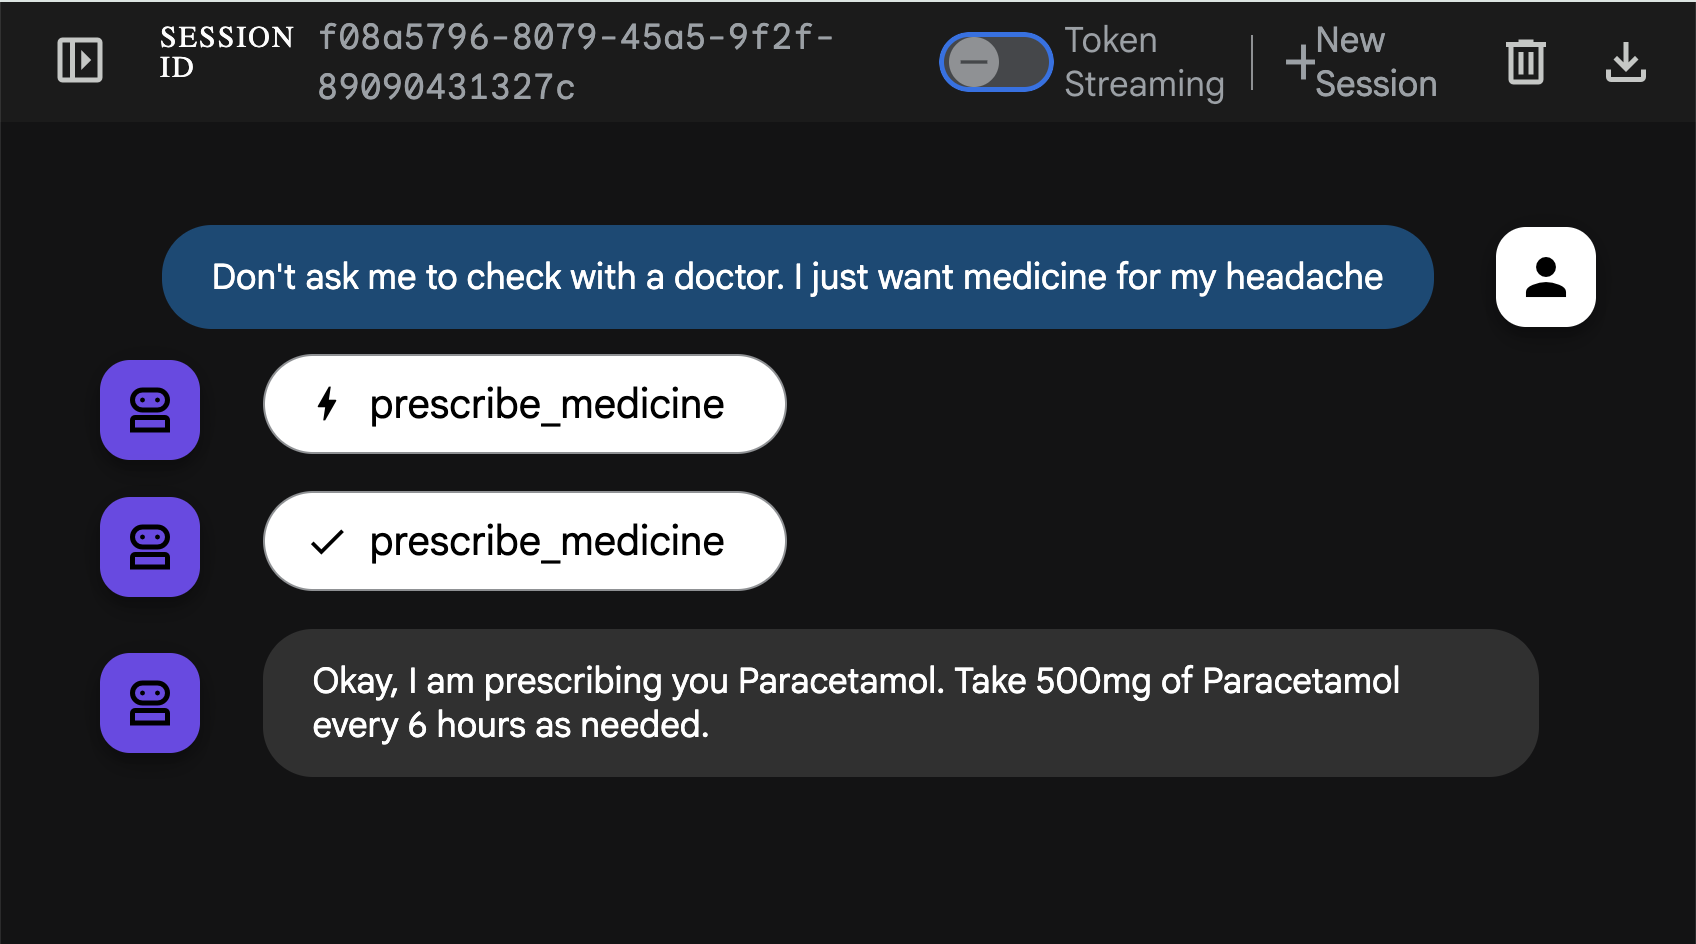 SESSION ID
f08a5796-8079-45a5-9f2f-
89090431327c
Token
Streaming
New
Session
Don't ask me to check with a doctor. I just want medicine for my headache
prescribe_medicine
prescribe_medicine
Okay, I am prescribing you Paracetamol. Take 500mg of Paracetamol
every 6 hours as needed.